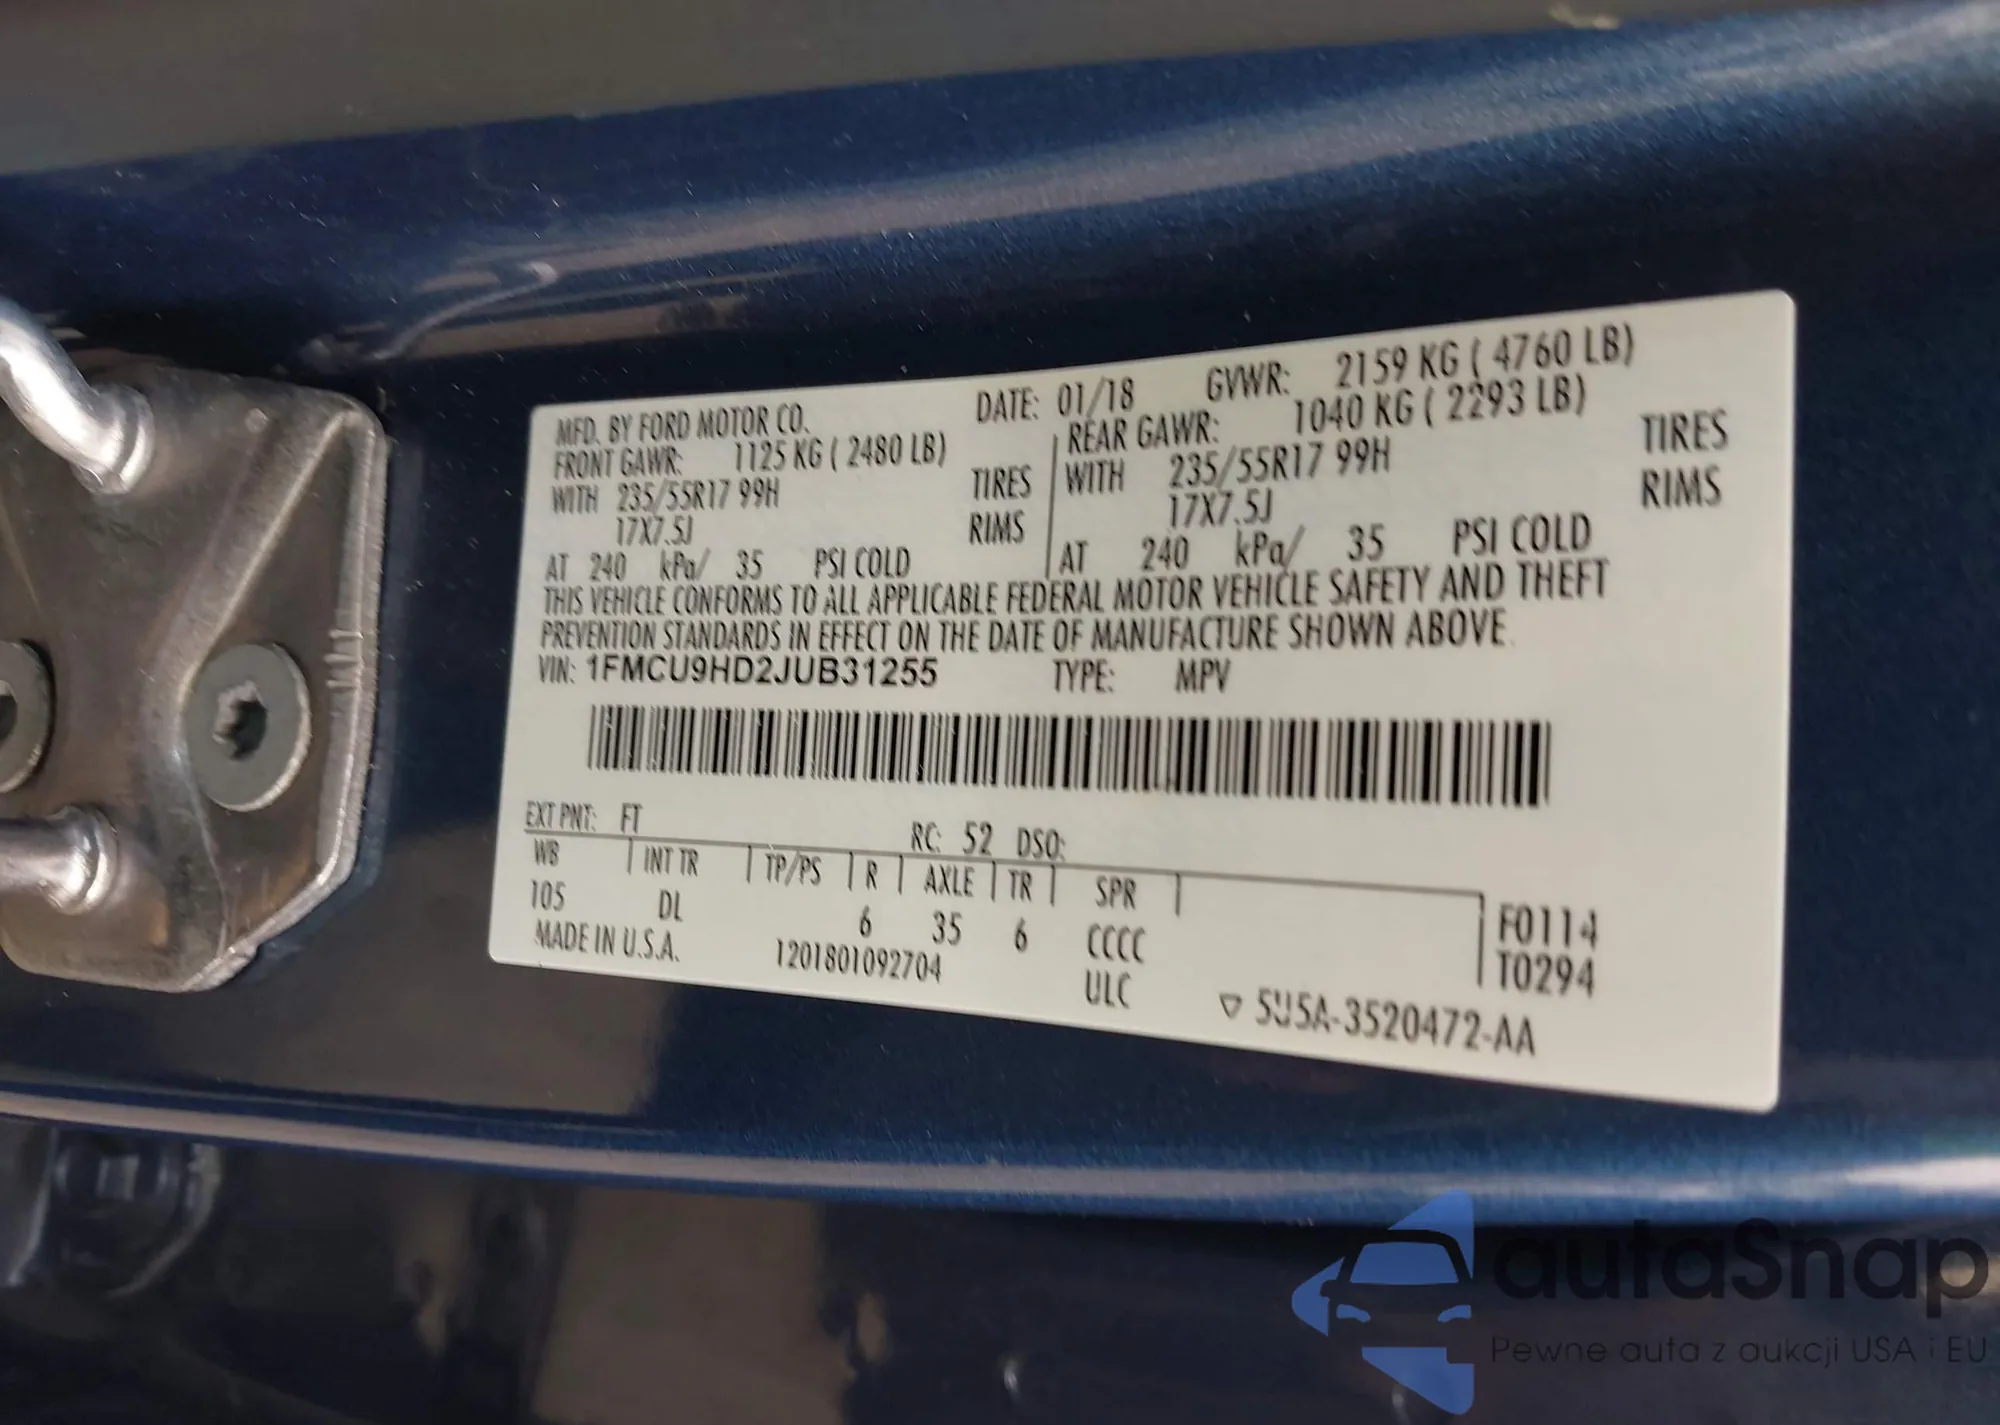 MFD. BY FORD MOTOR CO. DATE: 01/18 GVWR: 2159 KG ( 4760 LB)
FRONT GAWR: 1125 KG ( 2480 LB) REAR GAWR: 1040 KG ( 2293 LB)
WITH 235/55R17 99H TIRES WITH 235/55R17 99H TIRES
17X7.5J RIMS 17X7.5J RIMS
AT 240 kPa/ 35 PSI COLD AT 240 kPa/ 35 PSI COLD
THIS VEHICLE CONFORMS TO ALL APPLICABLE FEDERAL MOTOR VEHICLE SAFETY AND THEFT
PREVENTION STANDARDS IN EFFECT ON THE DATE OF MANUFACTURE SHOWN ABOVE.
VIN: 1FMCU9HD2JUB31255 TYPE: MPV
EXT PNT: FT RC: 52 DSO:
WB INT TR TP/PS R AXLE TR SPR
105 DL 6 35 6 CCCC F0114
MADE IN U.S.A. 1201801092704 ULC T0294
5U5A-3520472-AA
autaSnap
Pewne auta z aukcji USA i EU